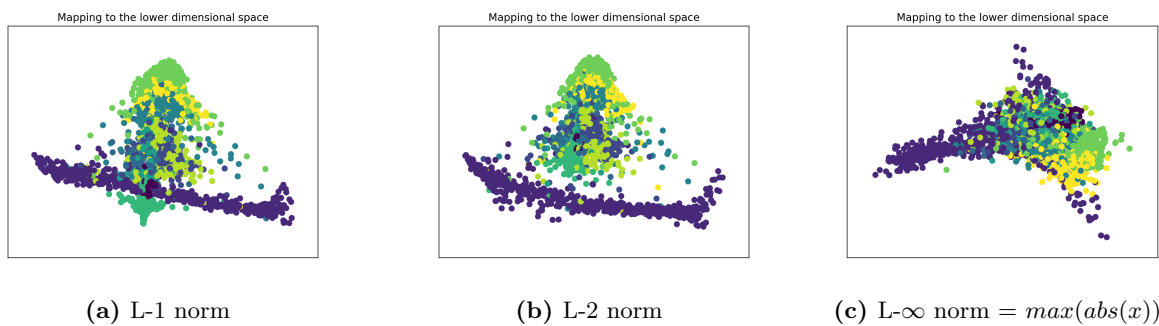 Mapping to the lower dimensional space
Mapping to the lower dimensional space
Mapping to the lower dimensional space
(a) L-1 norm
(b) L-2 norm
(c) L-∞ norm = max(abs(x))